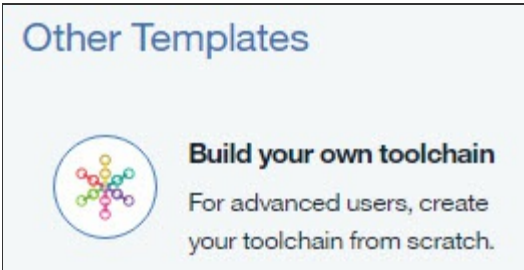 Other Templates
Build your own toolchain
For advanced users, create
your toolchain from scratch.